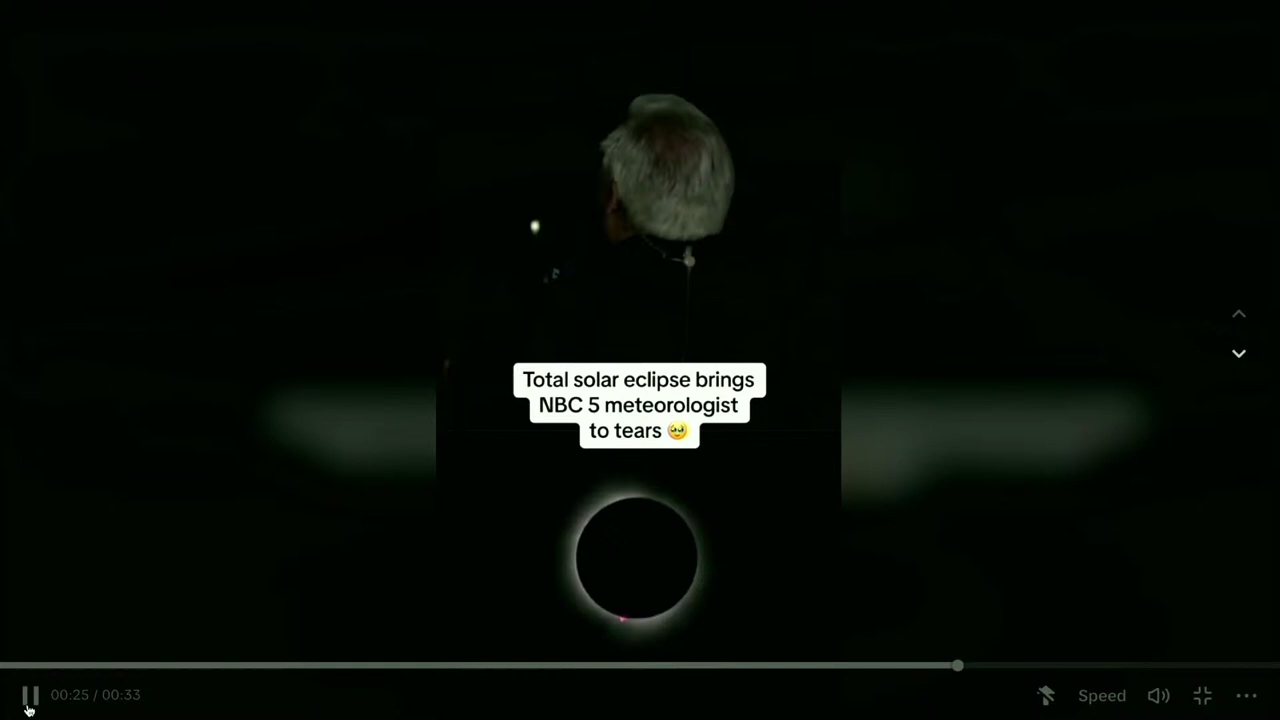 Total solar eclipse brings
NBC 5 meteorologist
to tears 🥹
00:25 / 00:33
Speed